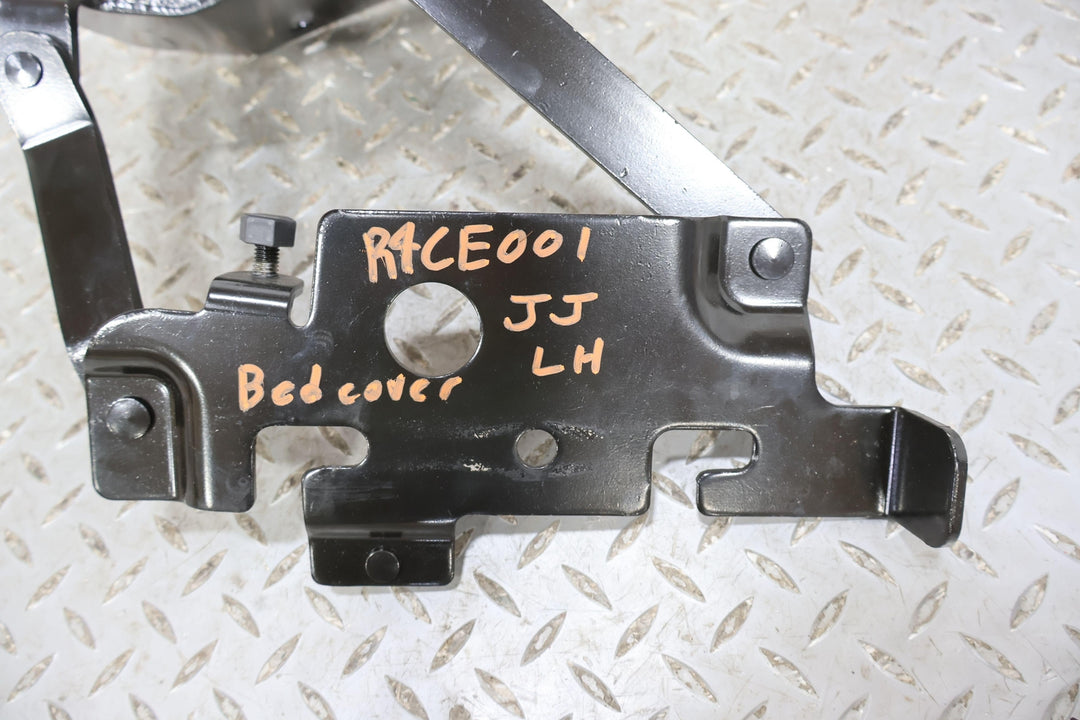 R4CE001
JJ
LH
Bed cover